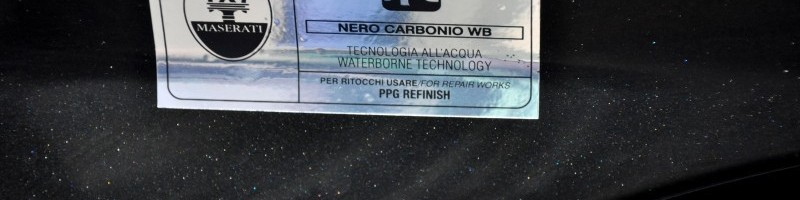 MASERATI
NERO CARBONIO WB
TECNOLOGIA ALL'ACQUA
WATERBORNE TECHNOLOGY
PER RITOCCHI USARE/FOR REPAIR WORKS
PPG REFINISH